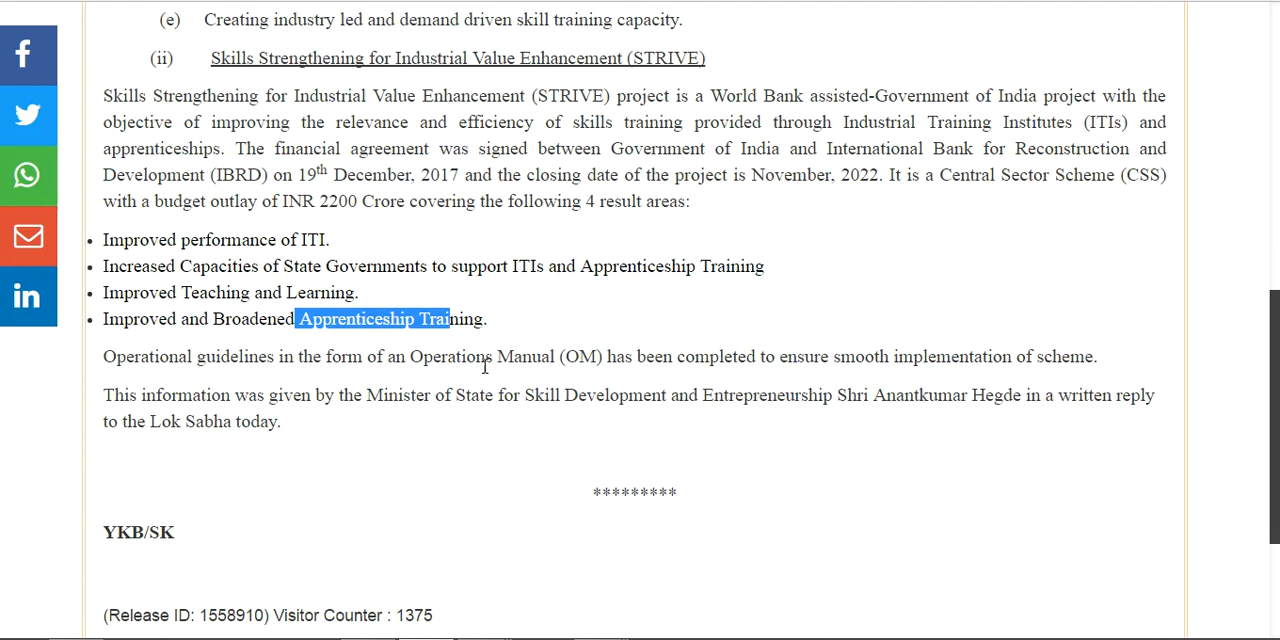 (e) Creating industry led and demand driven skill training capacity.
(ii) Skills Strengthening for Industrial Value Enhancement (STRIVE)
Skills Strengthening for Industrial Value Enhancement (STRIVE) project is a World Bank assisted-Government of India project with the
objective of improving the relevance and efficiency of skills training provided through Industrial Training Institutes (ITIs) and
apprenticeships. The financial agreement was signed between Government of India and International Bank for Reconstruction and
Development (IBRD) on 19th December, 2017 and the closing date of the project is November, 2022. It is a Central Sector Scheme (CSS)
with a budget outlay of INR 2200 Crore covering the following 4 result areas:
• Improved performance of ITI.
• Increased Capacities of State Governments to support ITIs and Apprenticeship Training
• Improved Teaching and Learning.
• Improved and Broadened Apprenticeship Training.
Operational guidelines in the form of an Operations Manual (OM) has been completed to ensure smooth implementation of scheme.
This information was given by the Minister of State for Skill Development and Entrepreneurship Shri Anantkumar Hegde in a written reply
to the Lok Sabha today.
*********
YKB/SK
(Release ID: 1558910) Visitor Counter : 1375